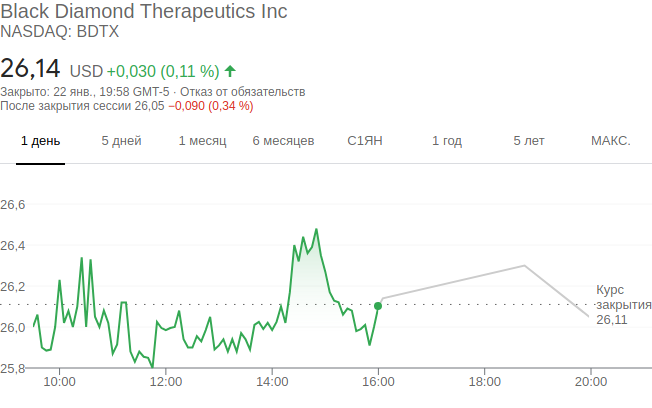 Black Diamond Therapeutics Inc
NASDAQ: BDTX
26,14 USD +0,030 (0,11 %)
Закрыто: 22 янв., 19:58 GMT-5 · Отказ от обязательств
После закрытия сессии 26,05 −0,090 (0,34 %)
1 день 5 дней 1 месяц 6 месяцев С1ЯН 1 год 5 лет МАКС.
26,6
26,4
26,2
26,0
25,8
Курс
закрытия
26,11
10:00 12:00 14:00 16:00 18:00 20:00